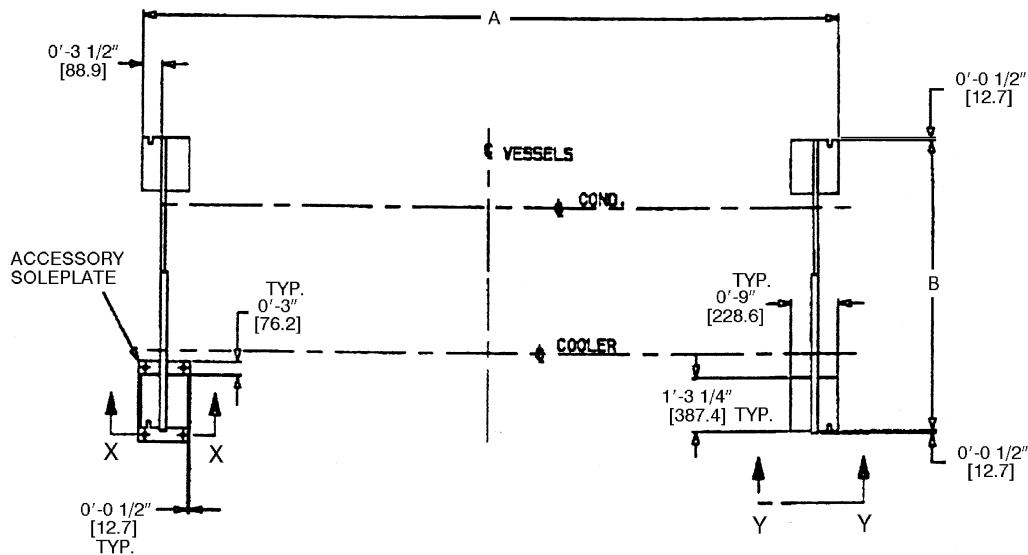 A
0'-3 1/2"
[88.9]
0'-0 1/2"
[12.7]
VESSELS
COND.
ACCESSORY
SOLEPLATE
TYP.
0'-3"
[76.2]
TYP.
0'-9"
[228.6]
B
COOLER
1'-3 1/4"
[387.4] TYP.
X
X
0'-0 1/2"
[12.7]
0'-0 1/2"
[12.7]
TYP.
Y
Y